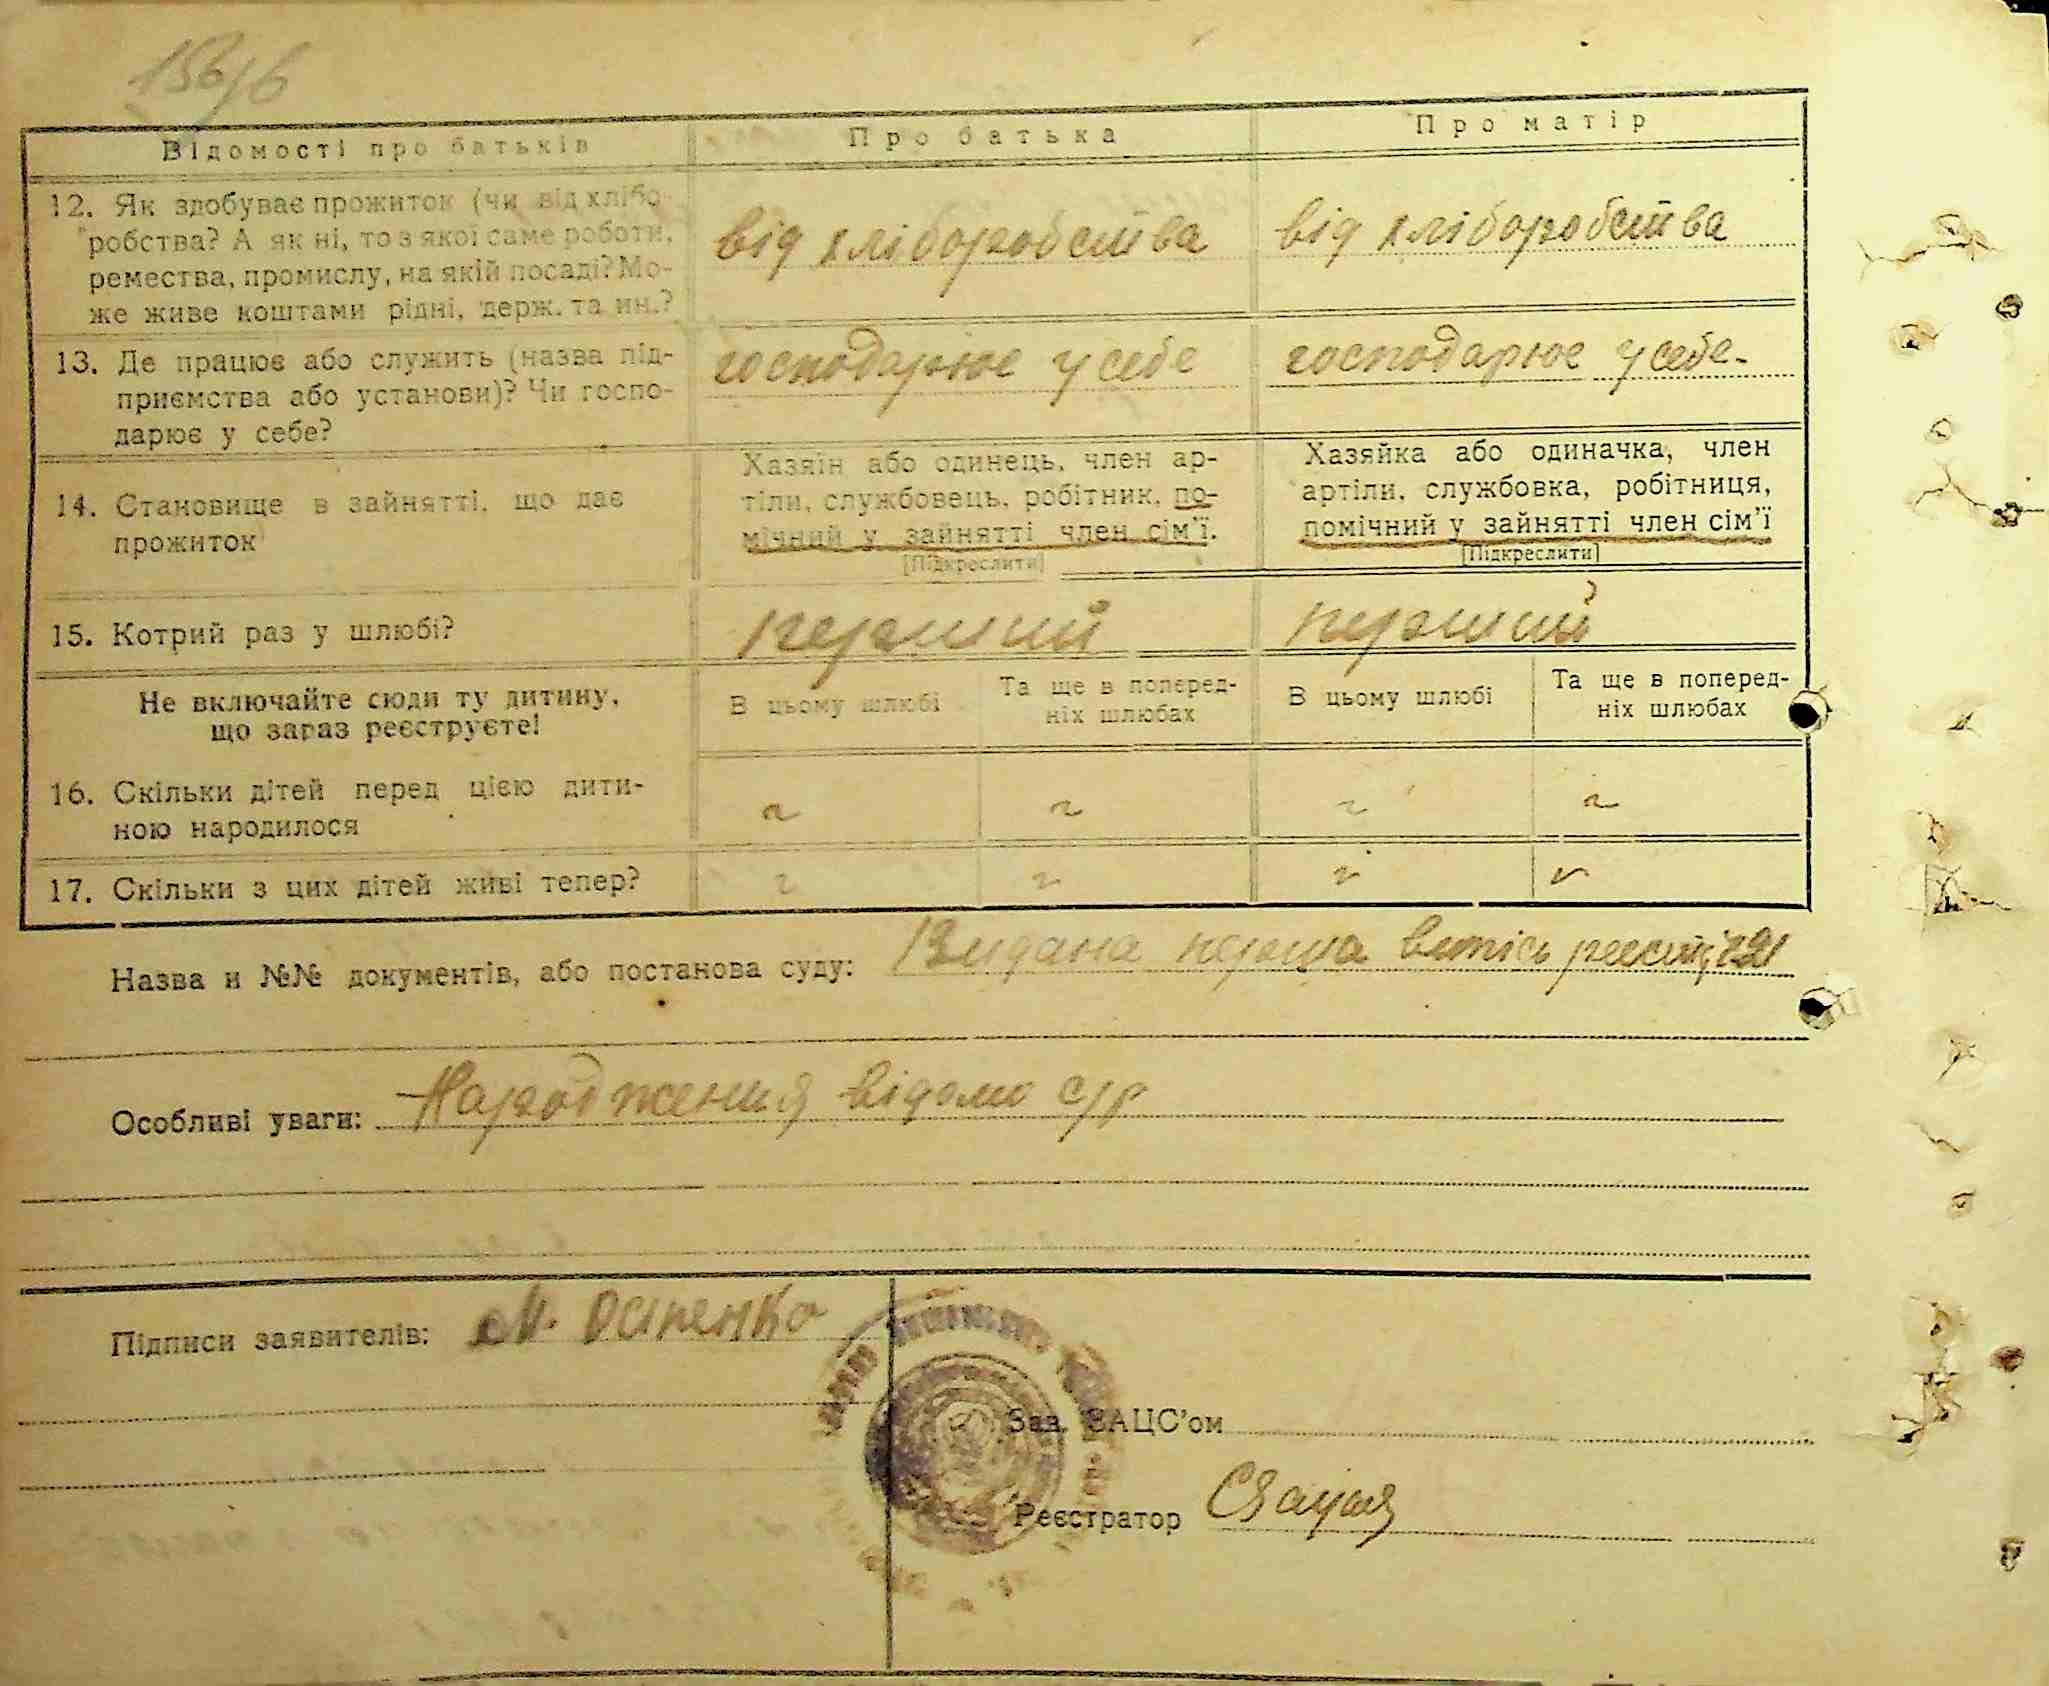 156/б
Відомості про батьків Про батька Про матір
12. Як здобуває прожиток (чи від хлібо-
робства? А як ні, то з якої саме роботи,
ремества, промислу, на якій посаді? Мо-
же живе коштами рідні, держ. та ин.?
від хліборобства від хліборобства
13. Де працює або служить (назва під-
приємства або установи)? Чи госпо-
дарює у себе?
господарює у себе господарює у себе-
14. Становище в зайнятті, що дає
прожиток
Хазяїн або одинець, член ар-
тіли, службовець, робітник, по-
мічний у зайнятті член сім'ї.
[Підкреслити]
Хазяйка або одиначка, член
артіли, службовка, робітниця,
помічний у зайнятті член сім'ї
[Підкреслити]
15. Котрий раз у шлюбі? перший перший
Не включайте сюди ту дитину,
що зараз реєструєте!
В цьому шлюбі
Та ще в поперед-
ніх шлюбах
В цьому шлюбі
Та ще в поперед-
ніх шлюбах
16. Скільки дітей перед цією дити-
ною народилося
17. Скільки з цих дітей живі тепер?
Назва и №№ документів, або постанова суду: Видана перша випись
Особливі уваги: Народження відомо с/р
Підписи заявителів: М. Осипенко
Зав. ЗАЦС'ом
Реєстратор